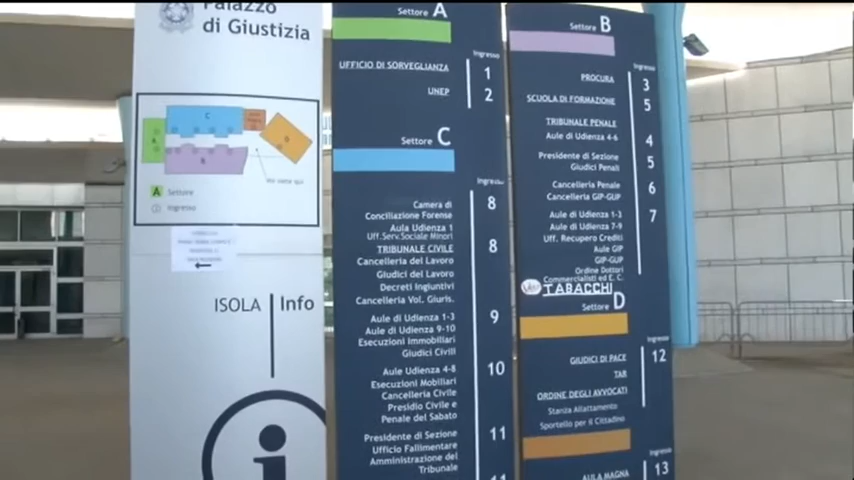 Palazzo
di Giustizia
C
A
B
D
Voi siete qui
A Settore
Ingresso
ISOLA Info
i
Settore A
Ingresso
UFFICIO DI SORVEGLIANZA 1
UNEP 2
Settore C
Ingresso
Camera di 8
Conciliazione Forense
Aula Udienza 1
Uff. Serv. Sociale Minori
TRIBUNALE CIVILE 8
Cancelleria del Lavoro
Giudici del Lavoro
Decreti Ingiuntivi
Cancelleria Vol. Giuris.
Aule di Udienza 1-3 9
Aule di Udienza 9-10
Esecuzioni Immobiliari
Giudici Civili
Aule Udienza 4-8 10
Esecuzioni Mobiliari
Cancelleria Civile
Presidio Civile e
Penale del Sabato
Presidente di Sezione 11
Ufficio Fallimentare
Amministrazione del
Tribunale
11
Settore B
Ingresso
PROCURA 3
SCUOLA DI FORMAZIONE 5
TRIBUNALE PENALE
Aule di Udienza 4-6 4
Presidente di Sezione 5
Giudici Penali
Cancelleria Penale 6
Cancelleria GIP-GUP
Aule di Udienza 1-3 7
Aule di Udienza 7-9
Uff. Recupero Crediti
Aule GIP
GIP-GUP
Ordine Dottori
Commercialisti ed E. C.
TABACCHI
Settore D
Ingresso
GIUDICI DI PACE 12
TAR
ORDINE DEGLI AVVOCATI
Stanza Allattamento
Sportello per il Cittadino
Ingresso
AULA MAGNA 13